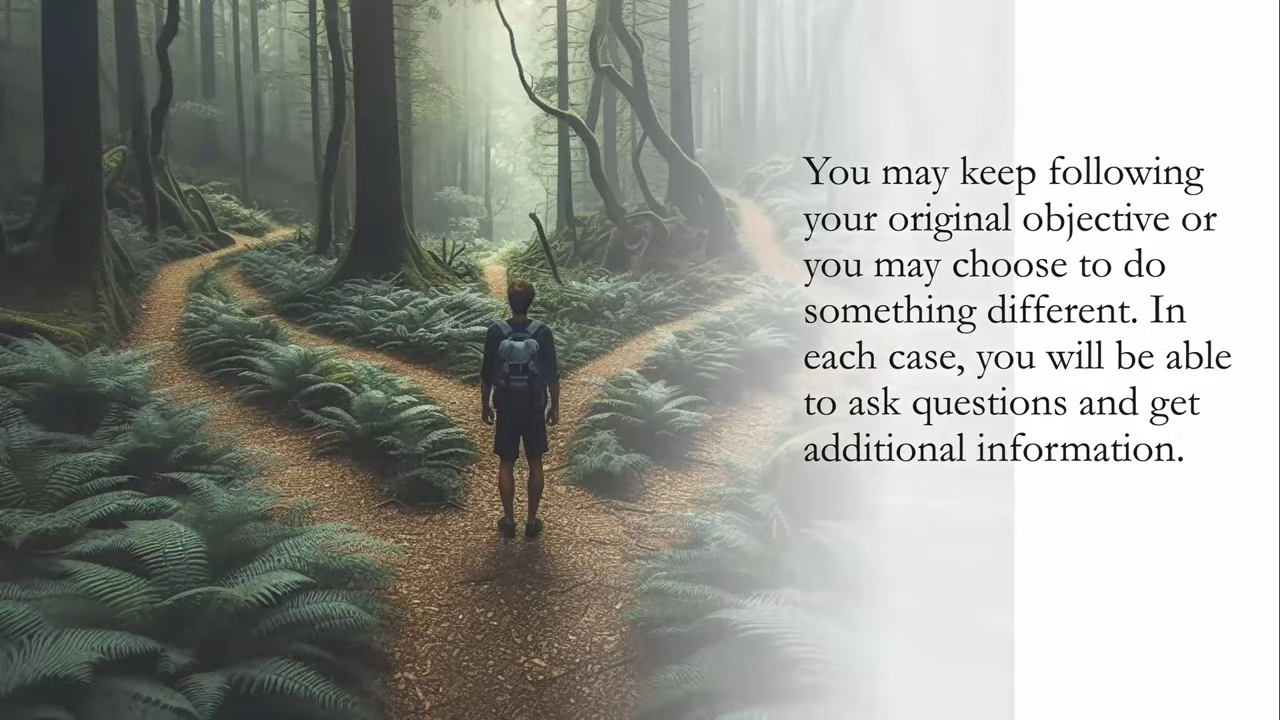 You may keep following
your original objective or
you may choose to do
something different. In
each case, you will be able
to ask questions and get
additional information.